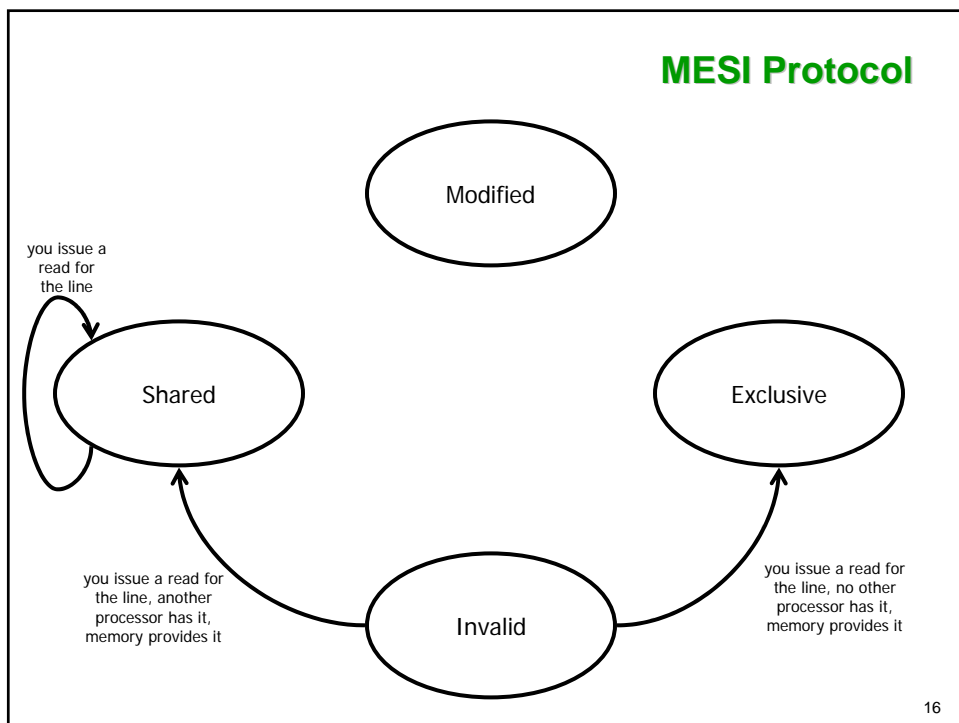 MESI Protocol
Modified
you issue a
read for
the line
Shared
Exclusive
you issue a read for
the line, another
processor has it,
memory provides it
Invalid
you issue a read for
the line, no other
processor has it,
memory provides it
16